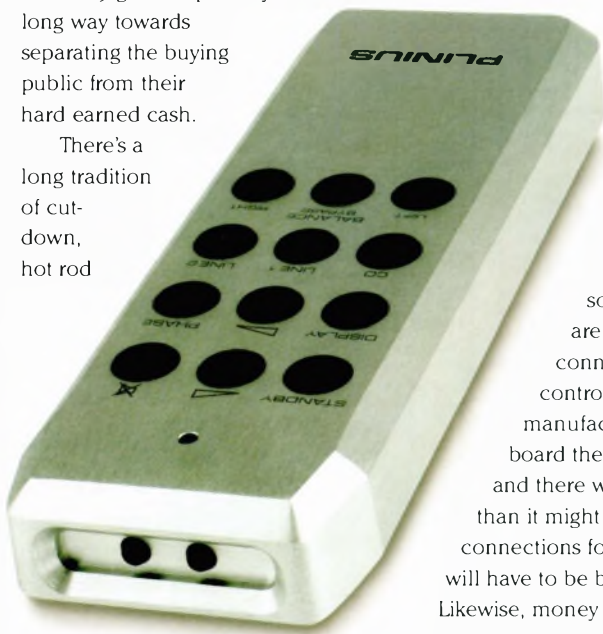 long way towards
separating the buying
public from their
hard earned cash.
There's a
long tradition
of cut-
down,
hot rod
STANDBY
DISPLAY PHASE
CD LINE 1 LINE 2
LEFT BALANCE RIGHT
BYPASS
PLINIUS
so
are
conn
contro
manufac
board the
and there w
than it might
connections fo
will have to be b
Likewise, money